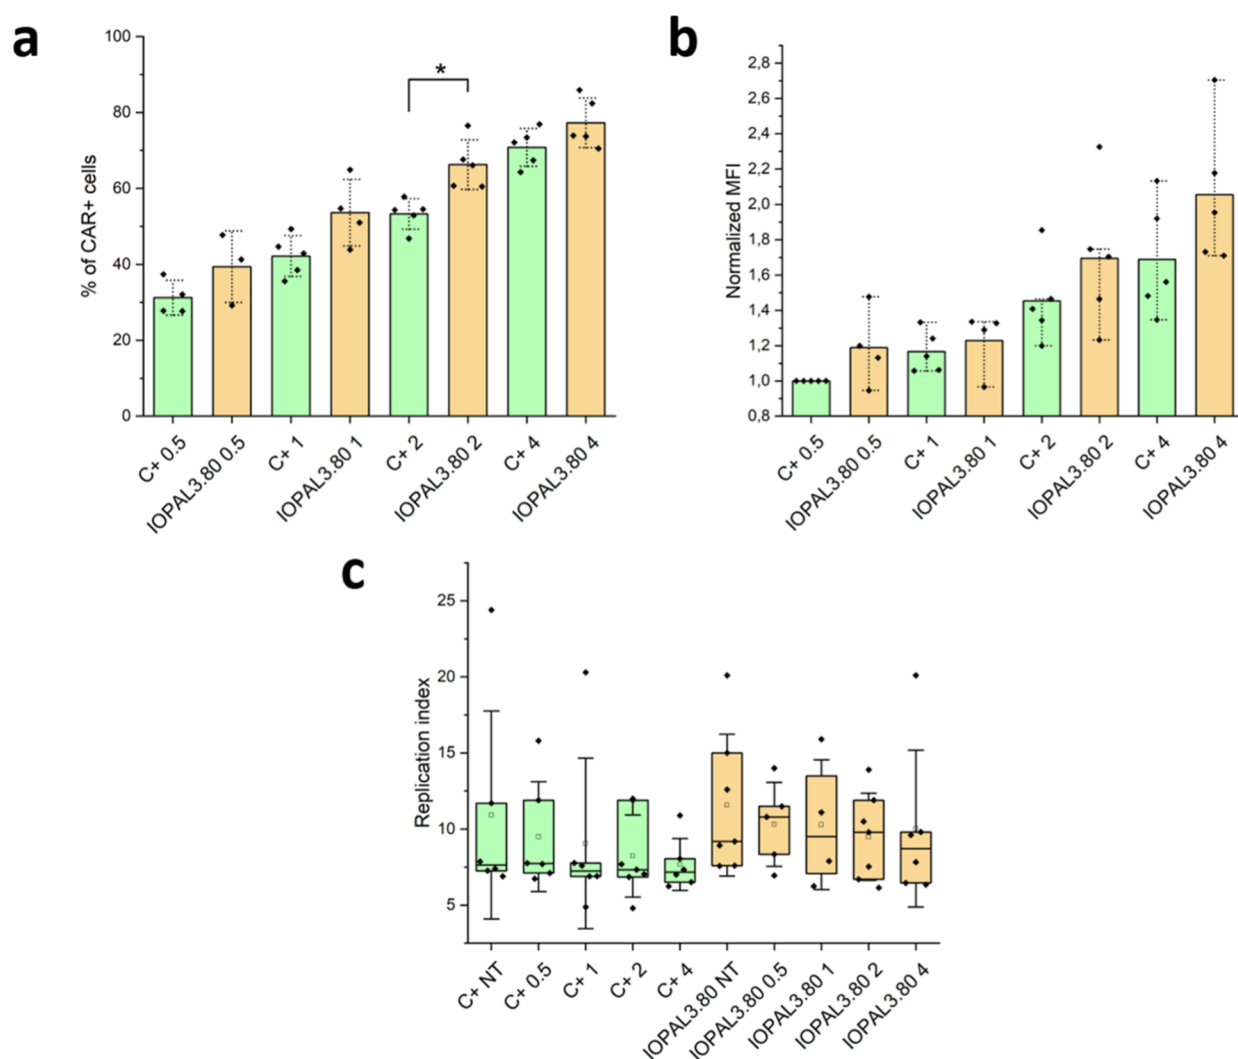 a
% of CAR+ cells
100
80
60
40
20
0
*
C+ 0.5
IOPAL3.80 0.5
C+ 1
IOPAL3.80 1
C+ 2
IOPAL3.80 2
C+ 4
IOPAL3.80 4
b
Normalized MFI
2,8
2,6
2,4
2,2
2,0
1,8
1,6
1,4
1,2
1,0
0,8
C+ 0.5
IOPAL3.80 0.5
C+ 1
IOPAL3.80 1
C+ 2
IOPAL3.80 2
C+ 4
IOPAL3.80 4
c
Replication index
25
20
15
10
5
C+ NT
C+ 0.5
C+ 1
C+ 2
C+ 4
IOPAL3.80 NT
IOPAL3.80 0.5
IOPAL3.80 1
IOPAL3.80 2
IOPAL3.80 4